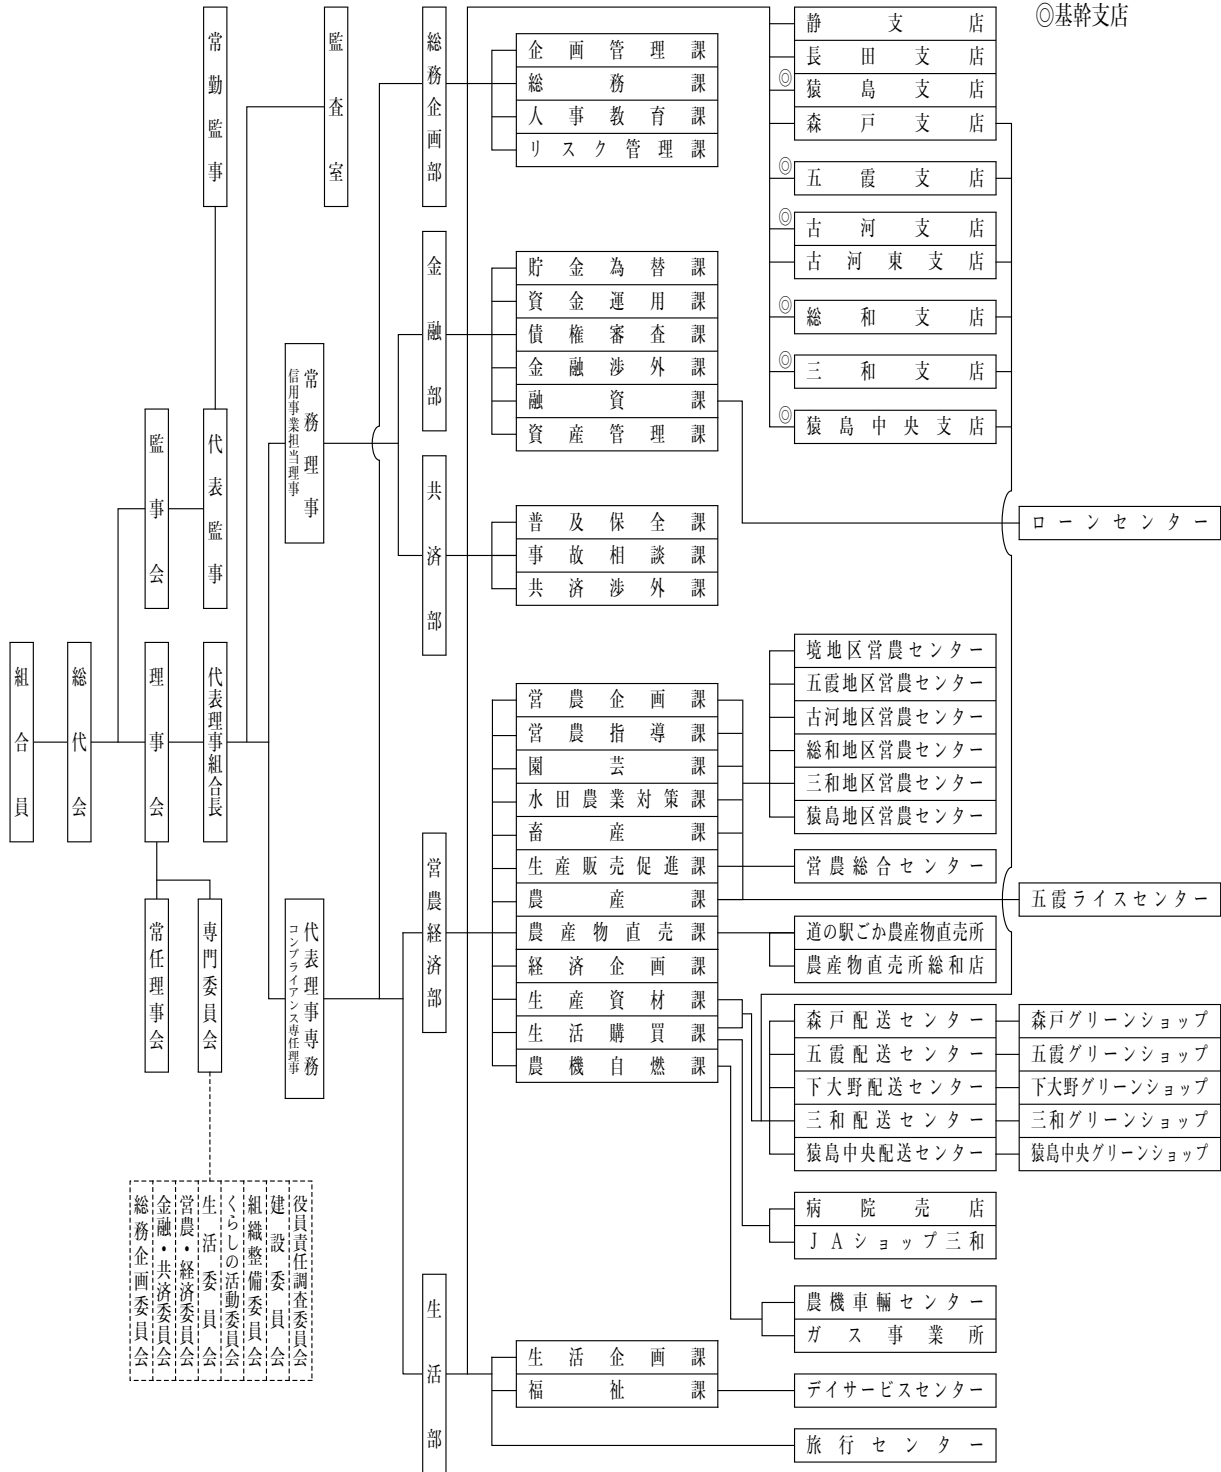 ◎基幹支店
組合員
総代会
監事会
理事会
常任理事会
専門委員会
代表監事
常勤監事
代表理事組合長
監査室
常務理事
信用事業担当理事
代表理事専務
コンプライアンス専任理事
総務企画委員会
金融・共済委員会
営農・経済委員会
生活委員会
くらしの活動委員会
組織整備委員会
建設委員会
役員責任調査委員会
総務企画部
企画管理課
総務課
人事教育課
リスク管理課
金融部
貯金為替課
資金運用課
債権審査課
金融渉外課
融資課
資産管理課
共済部
普及保全課
事故相談課
共済渉外課
営農経済部
営農企画課
営農指導課
園芸課
水田農業対策課
畜産課
生産販売促進課
農産課
農産物直売課
経済企画課
生産資材課
生活購買課
農機自燃課
生活部
生活企画課
福祉課
静支店
長田支店
◎猿島支店
森戸支店
◎五霞支店
◎古河支店
古河東支店
◎総和支店
◎三和支店
◎猿島中央支店
ローンセンター
境地区営農センター
五霞地区営農センター
古河地区営農センター
総和地区営農センター
三和地区営農センター
猿島地区営農センター
営農総合センター
五霞ライスセンター
道の駅ごか農産物直売所
農産物直売所総和店
森戸配送センター
森戸グリーンショップ
五霞配送センター
五霞グリーンショップ
下大野配送センター
下大野グリーンショップ
三和配送センター
三和グリーンショップ
猿島中央配送センター
猿島中央グリーンショップ
病院売店
JAショップ三和
農機車輛センター
ガス事業所
デイサービスセンター
旅行センター